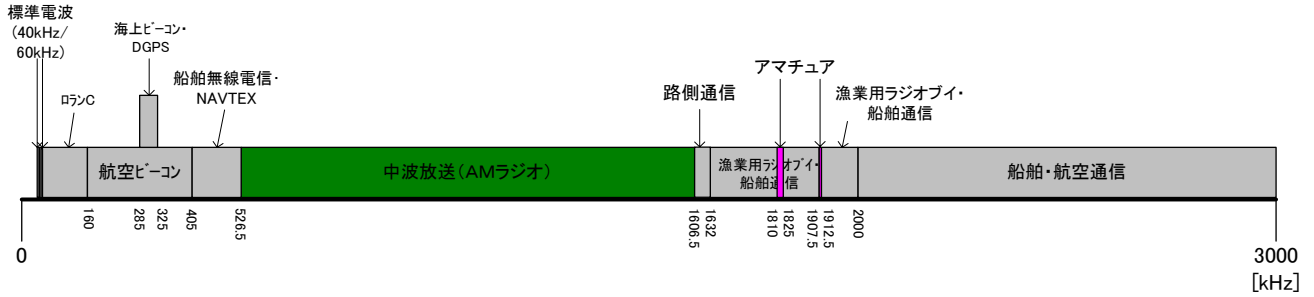 標準電波
(40kHz/
60kHz)
海上ビーコン・
DGPS
船舶無線電信・
NAVTEX
ロランC
航空ビーコン
中波放送(AMラジオ)
路側通信
アマチュア
漁業用ラジオブイ・
船舶通信
漁業用ラジオブイ・
船舶通信
船舶・航空通信
160
285
325
405
526.5
1606.5
1632
1810
1825
1907.5
1912.5
2000
0
3000
[kHz]